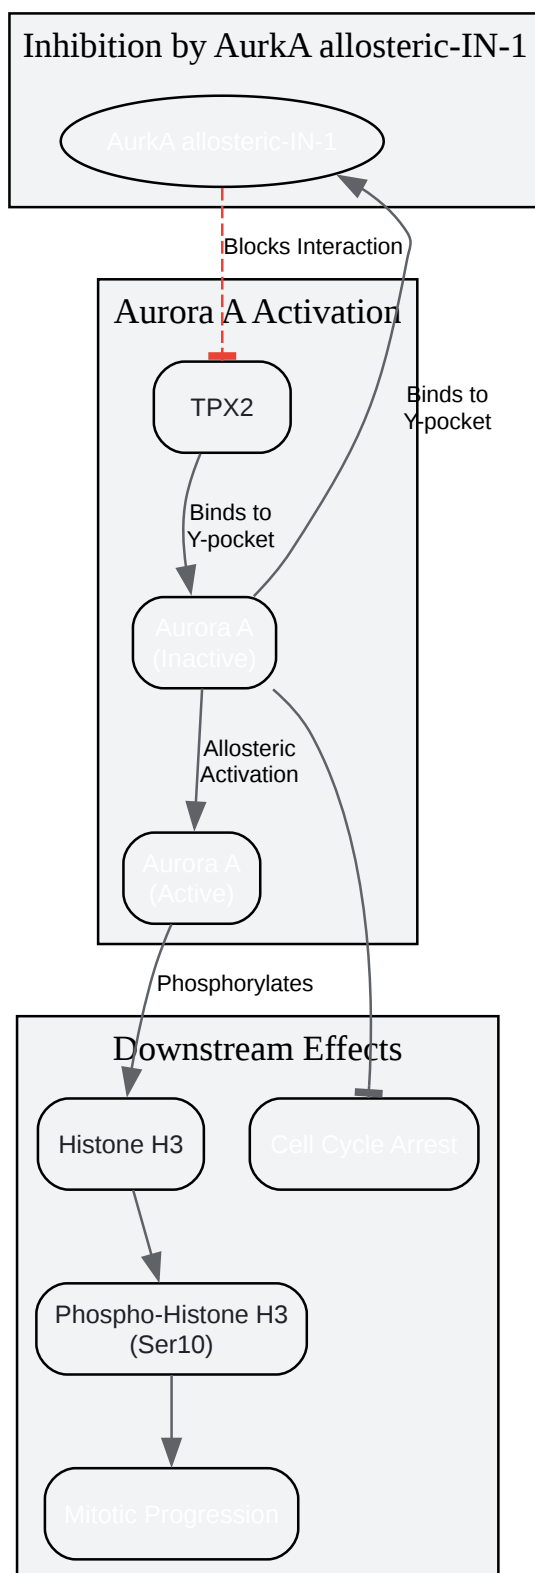 Inhibition by AurkA allosteric-IN-1
AurkA allosteric-IN-1
Blocks Interaction
Aurora A Activation
TPX2
Binds to
Y-pocket
Binds to
Y-pocket
Aurora A
(Inactive)
Allosteric
Activation
Aurora A
(Active)
Phosphorylates
Downstream Effects
Histone H3
Cell Cycle Arrest
Phospho-Histone H3
(Ser10)
Mitotic Progression